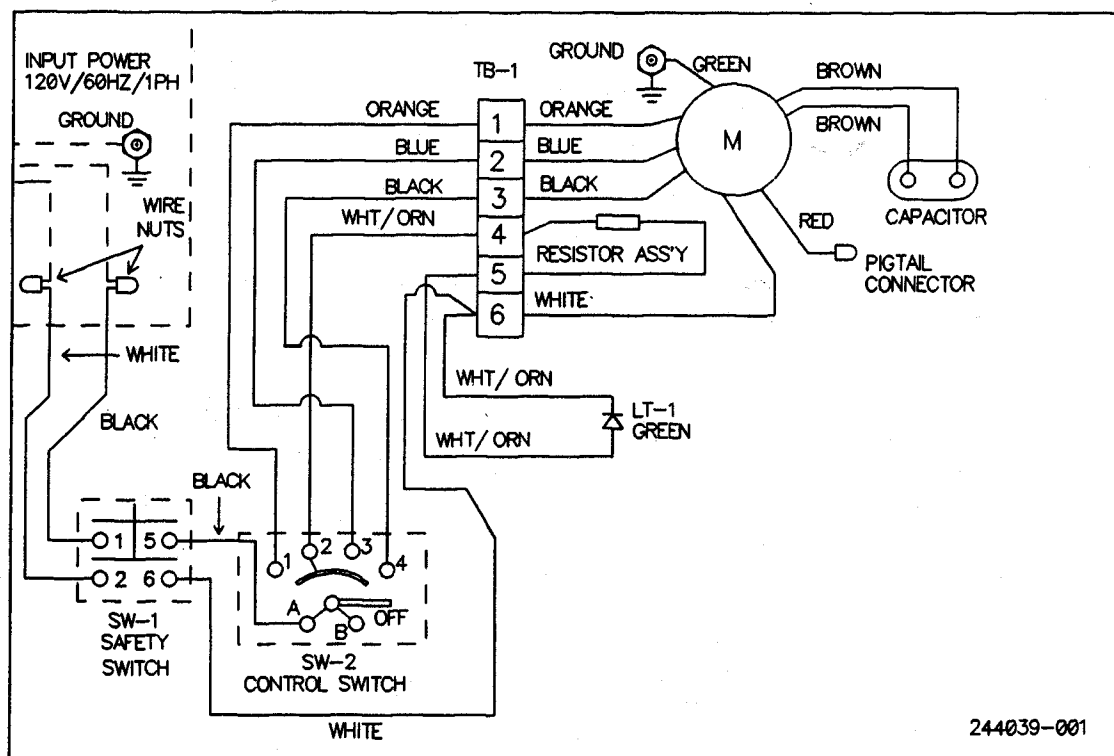 INPUT POWER
120V/60HZ/1PH
GROUND
WIRE
NUTS
WHITE
BLACK
BLACK
1 5
2 6
SW-1
SAFETY
SWITCH
ORANGE
BLUE
BLACK
WHT/ORN
TB-1
1
2
3
4
5
6
ORANGE
BLUE
BLACK
RESISTOR ASS'Y
WHITE
GROUND
GREEN
M
BROWN
BROWN
CAPACITOR
RED
PIGTAIL
CONNECTOR
WHT/ ORN
WHT/ ORN
LT-1
GREEN
1
2
3
4
A
B
OFF
SW-2
CONTROL SWITCH
WHITE
244039-001